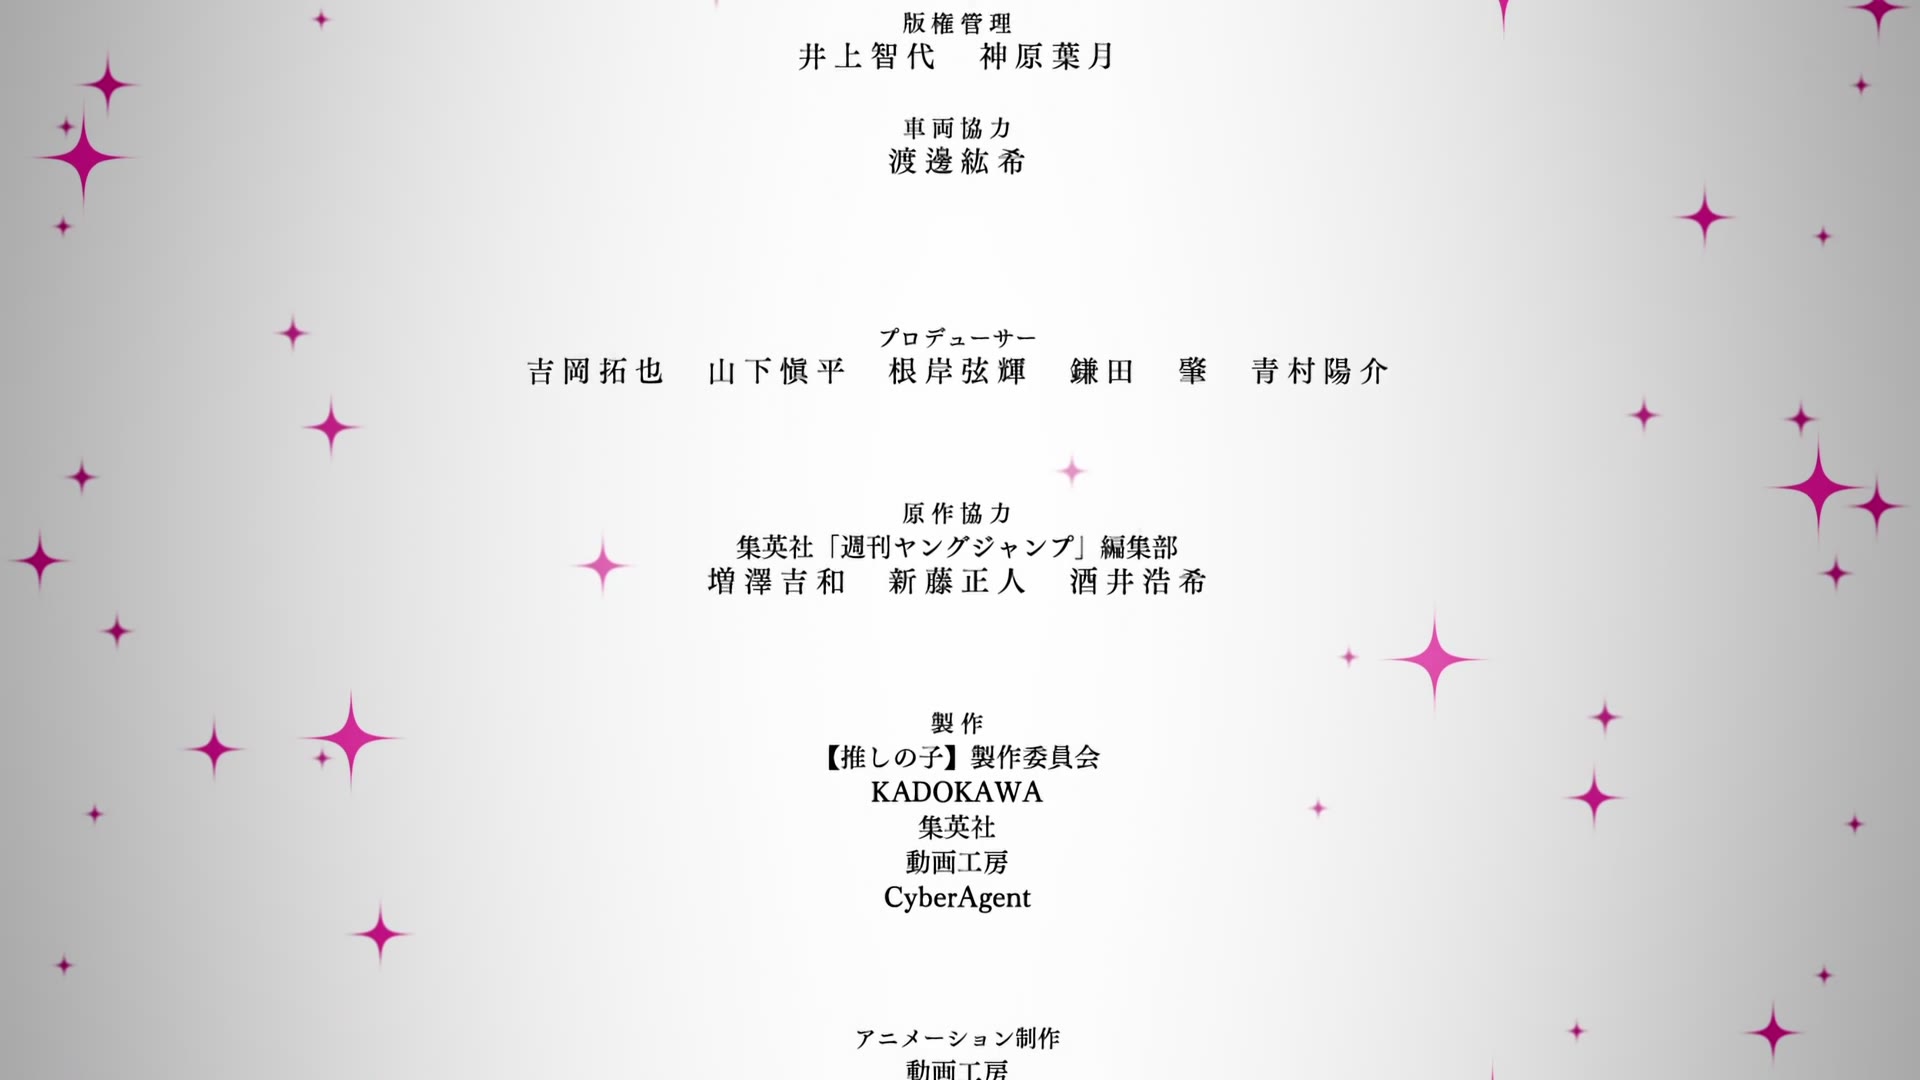 版権管理
井上智代　神原葉月
車両協力
渡邊紘希
プロデューサー
吉岡拓也　山下愼平　根岸弦輝　鎌田　肇　青村陽介
原作協力
集英社「週刊ヤングジャンプ」編集部
増澤吉和　新藤正人　酒井浩希
製作
【推しの子】製作委員会
KADOKAWA
集英社
動画工房
CyberAgent
アニメーション制作
動画工房